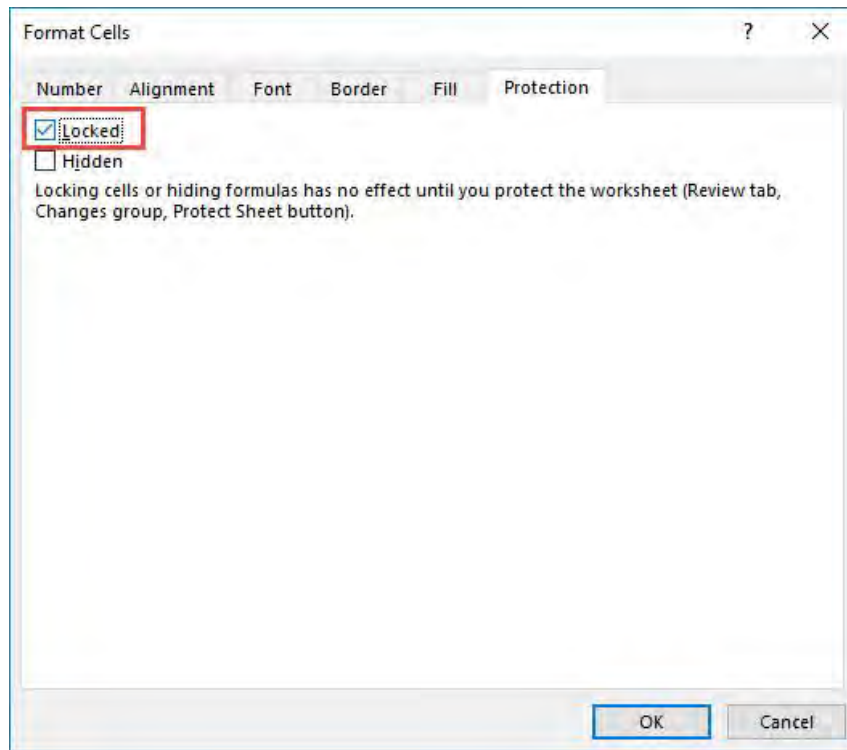 Format Cells ? ×
Number Alignment Font Border Fill Protection
Locked
Hidden
Locking cells or hiding formulas has no effect until you protect the worksheet (Review tab,
Changes group, Protect Sheet button).
OK Cancel